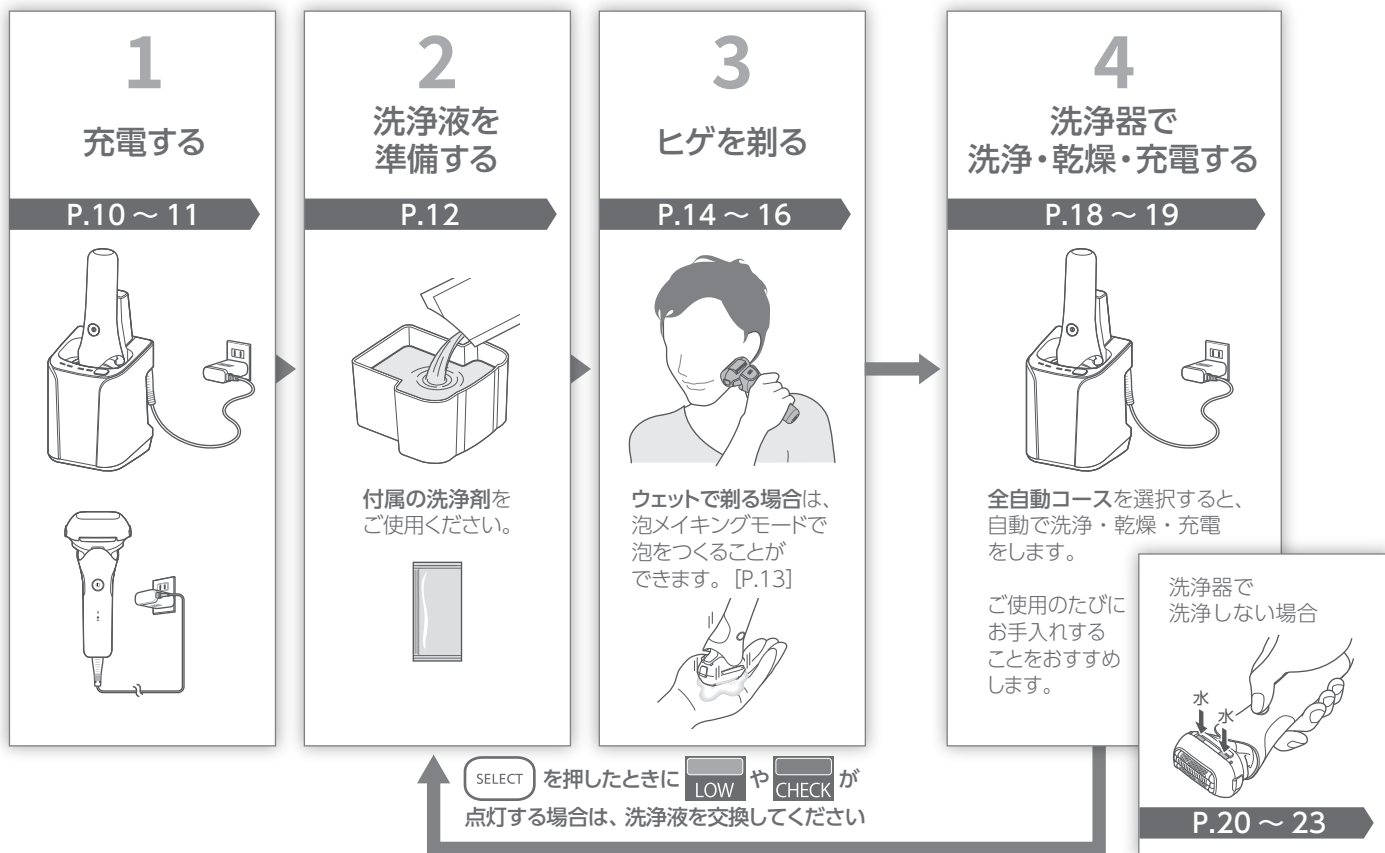 1
充電する
P.10 ～ 11
2
洗浄液を
準備する
P.12
付属の洗浄剤を
ご使用ください。
3
ヒゲを剃る
P.14 ～ 16
ウェットで剃る場合は、
泡メイキングモードで
泡をつくることが
できます。 [P.13]
4
洗浄器で
洗浄・乾燥・充電する
P.18 ～ 19
全自動コースを選択すると、
自動で洗浄・乾燥・充電
をします。
ご使用のたびに
お手入れする
ことをおすすめ
します。
洗浄器で
洗浄しない場合
水
水
P.20 ～ 23
SELECT を押したときに LOW や CHECK が
点灯する場合は、洗浄液を交換してください